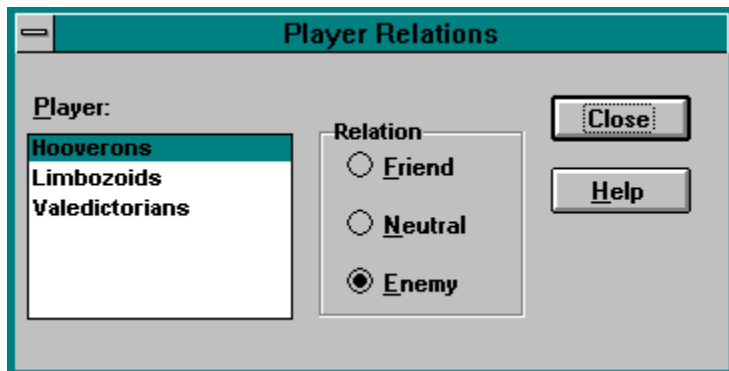 Player Relations
Player:
Hooverons
Limbozoids
Valedictorians
Relation
Friend
Neutral
Enemy
Close
Help